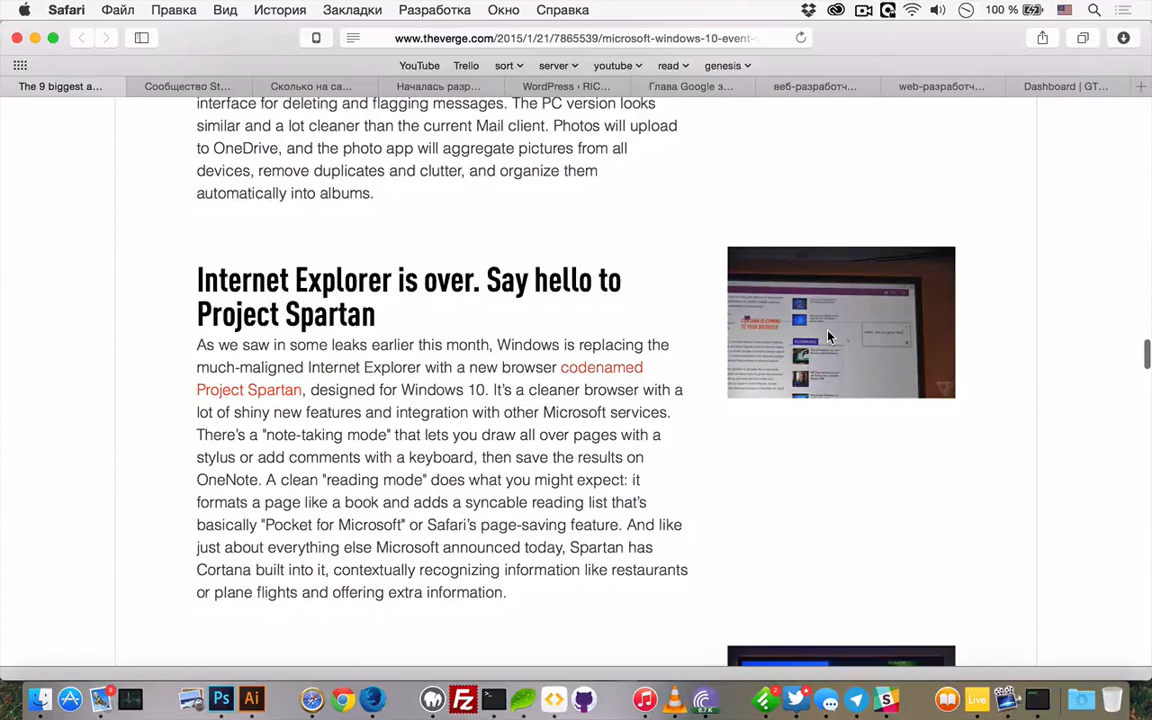 Safari Файл Правка Вид История Закладки Разработка Окно Справка 100 %
www.theverge.com/2015/1/21/7865539/microsoft-windows-10-event-
YouTube Trello sort server youtube read genesis
The 9 biggest a... Сообщество St... Сколько на са... Началась разр... WordPress › RIC... Глава Google з... веб-разработч... web-разработч... Dashboard | GT...
interface for deleting and flagging messages. The PC version looks
similar and a lot cleaner than the current Mail client. Photos will upload
to OneDrive, and the photo app will aggregate pictures from all
devices, remove duplicates and clutter, and organize them
automatically into albums.
Internet Explorer is over. Say hello to
Project Spartan
As we saw in some leaks earlier this month, Windows is replacing the
much-maligned Internet Explorer with a new browser codenamed
Project Spartan, designed for Windows 10. It's a cleaner browser with a
lot of shiny new features and integration with other Microsoft services.
There's a "note-taking mode" that lets you draw all over pages with a
stylus or add comments with a keyboard, then save the results on
OneNote. A clean "reading mode" does what you might expect: it
formats a page like a book and adds a syncable reading list that's
basically "Pocket for Microsoft" or Safari's page-saving feature. And like
just about everything else Microsoft announced today, Spartan has
Cortana built into it, contextually recognizing information like restaurants
or plane flights and offering extra information.
Ps Ai Fz Live